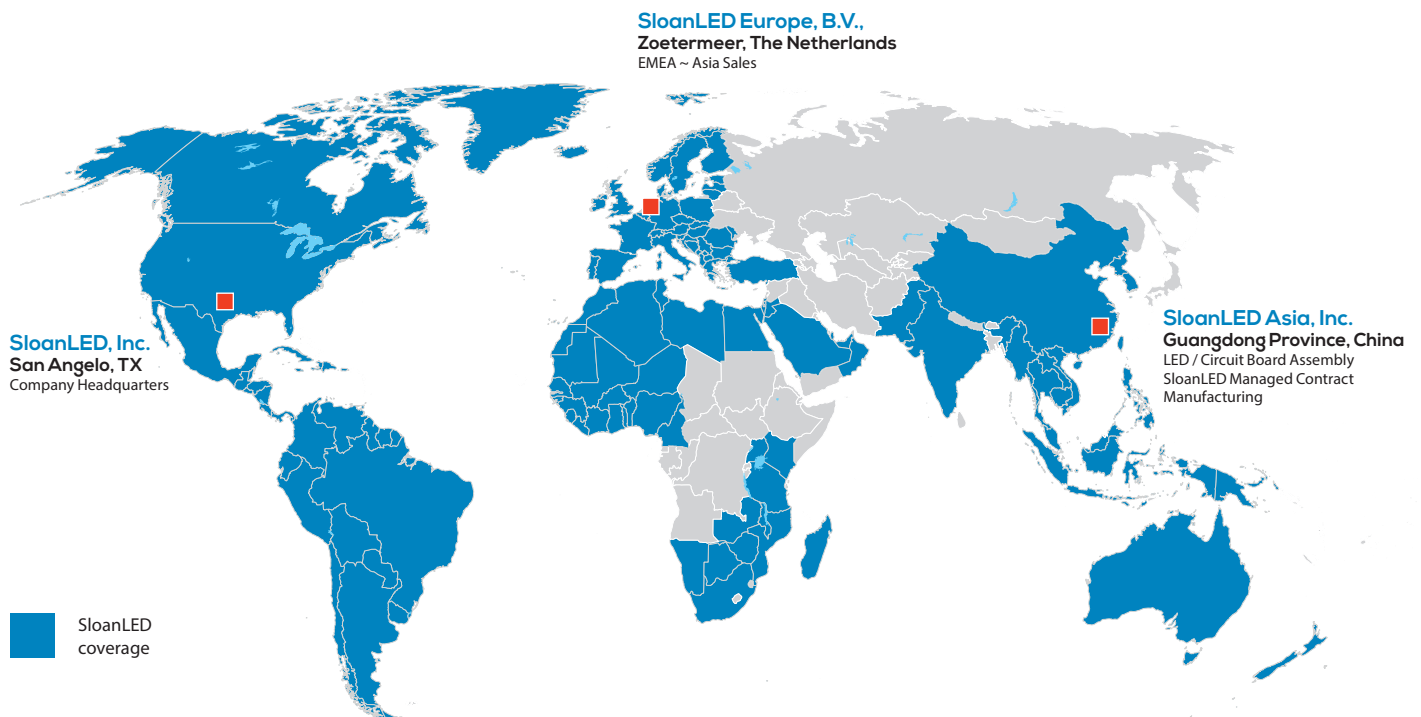 SloanLED Europe, B.V.,
Zoetermeer, The Netherlands
EMEA ~ Asia Sales
SloanLED, Inc.
San Angelo, TX
Company Headquarters
SloanLED Asia, Inc.
Guangdong Province, China
LED / Circuit Board Assembly
SloanLED Managed Contract
Manufacturing
SloanLED
coverage